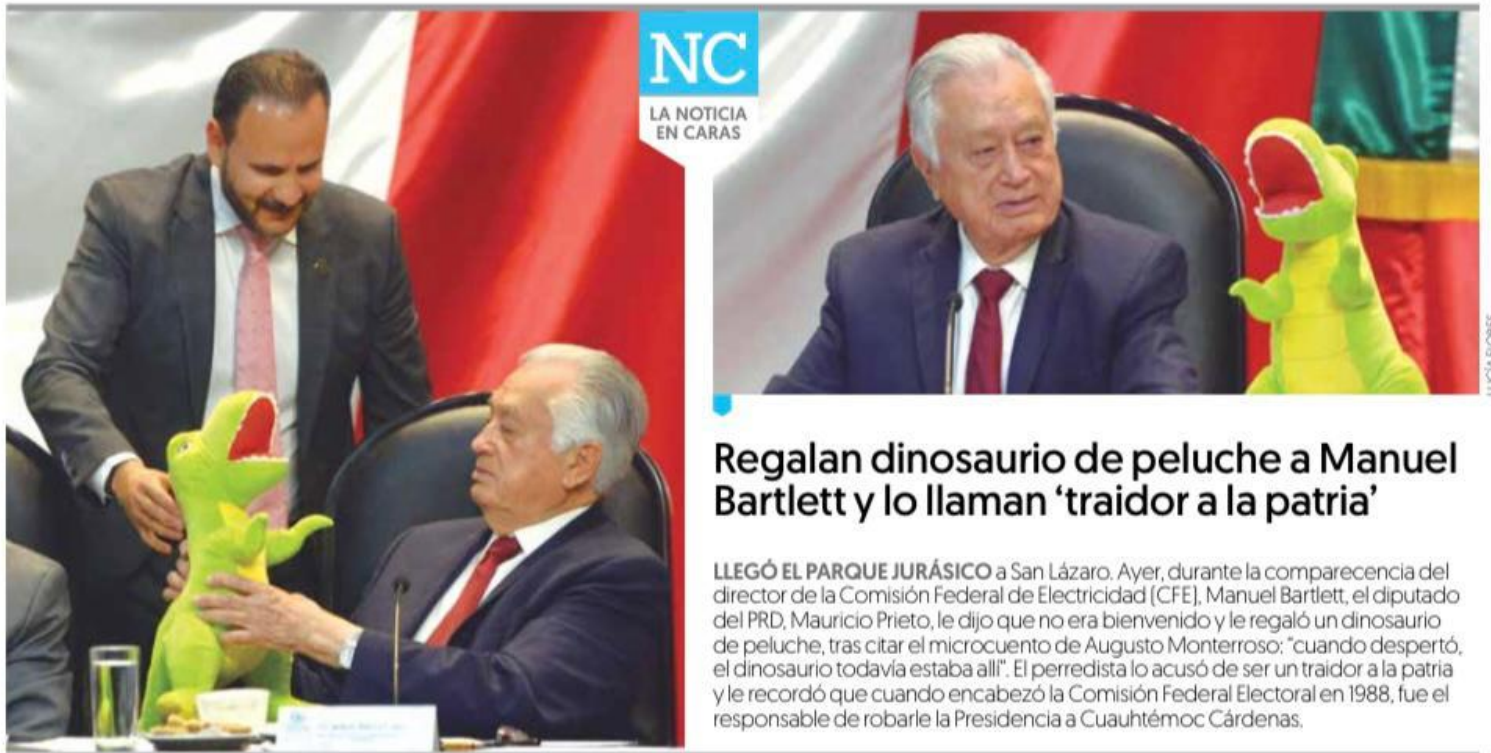 NC
LA NOTICIA
EN CARAS
ALICIA FLORES
Regalan dinosaurio de peluche a Manuel
Bartlett y lo llaman ‘traidor a la patria’
LLEGÓ EL PARQUE JURÁSICO a San Lázaro. Ayer, durante la comparecencia del
director de la Comisión Federal de Electricidad (CFE), Manuel Bartlett, el diputado
del PRD, Mauricio Prieto, le dijo que no era bienvenido y le regaló un dinosaurio
de peluche, tras citar el microcuento de Augusto Monterroso: “cuando despertó,
el dinosaurio todavía estaba allí”. El perredista lo acusó de ser un traidor a la patria
y le recordó que cuando encabezó la Comisión Federal Electoral en 1988, fue el
responsable de robarle la Presidencia a Cuauhtémoc Cárdenas.